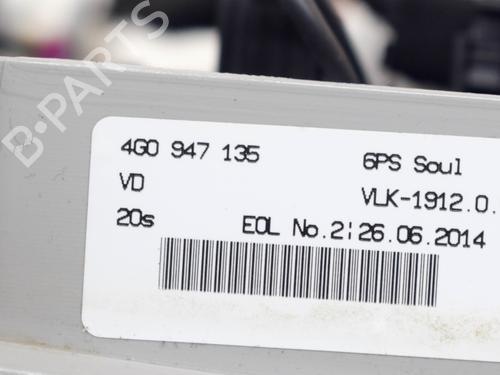 B-PARTS
4G0 947 135 6PS Soul
VD VLK-1912.0.
20s EOL No.2: 26.06.2014